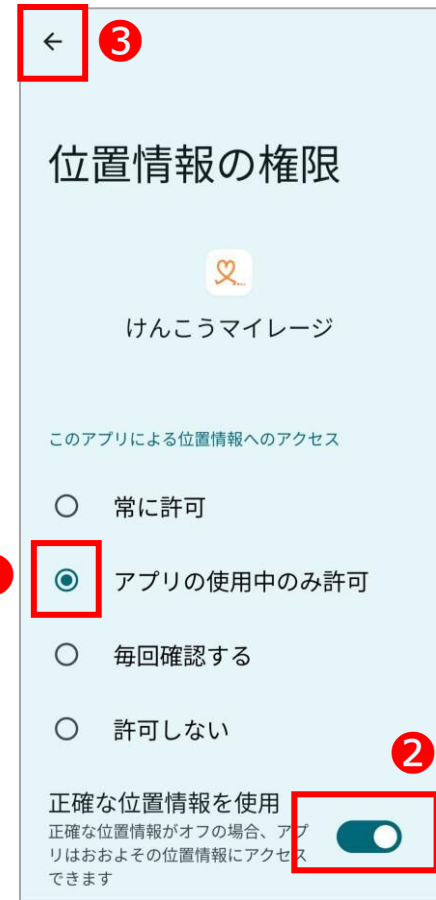 ← ❸
位置情報の権限
けんこうマイレージ
このアプリによる位置情報へのアクセス
常に許可
アプリの使用中のみ許可
毎回確認する
許可しない
❷
正確な位置情報を使用
正確な位置情報がオフの場合、アプ
リはおおよその位置情報にアクセス
できます